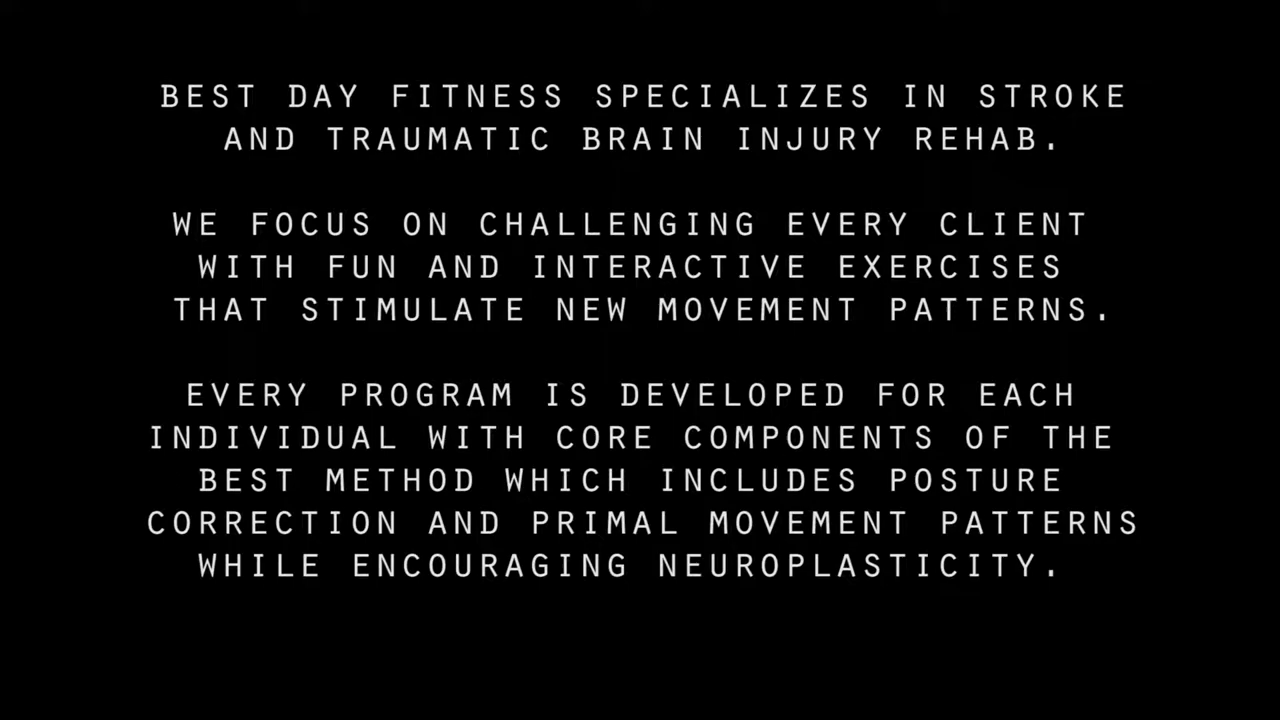 BEST DAY FITNESS SPECIALIZES IN STROKE
AND TRAUMATIC BRAIN INJURY REHAB.
WE FOCUS ON CHALLENGING EVERY CLIENT
WITH FUN AND INTERACTIVE EXERCISES
THAT STIMULATE NEW MOVEMENT PATTERNS.
EVERY PROGRAM IS DEVELOPED FOR EACH
INDIVIDUAL WITH CORE COMPONENTS OF THE
BEST METHOD WHICH INCLUDES POSTURE
CORRECTION AND PRIMAL MOVEMENT PATTERNS
WHILE ENCOURAGING NEUROPLASTICITY.